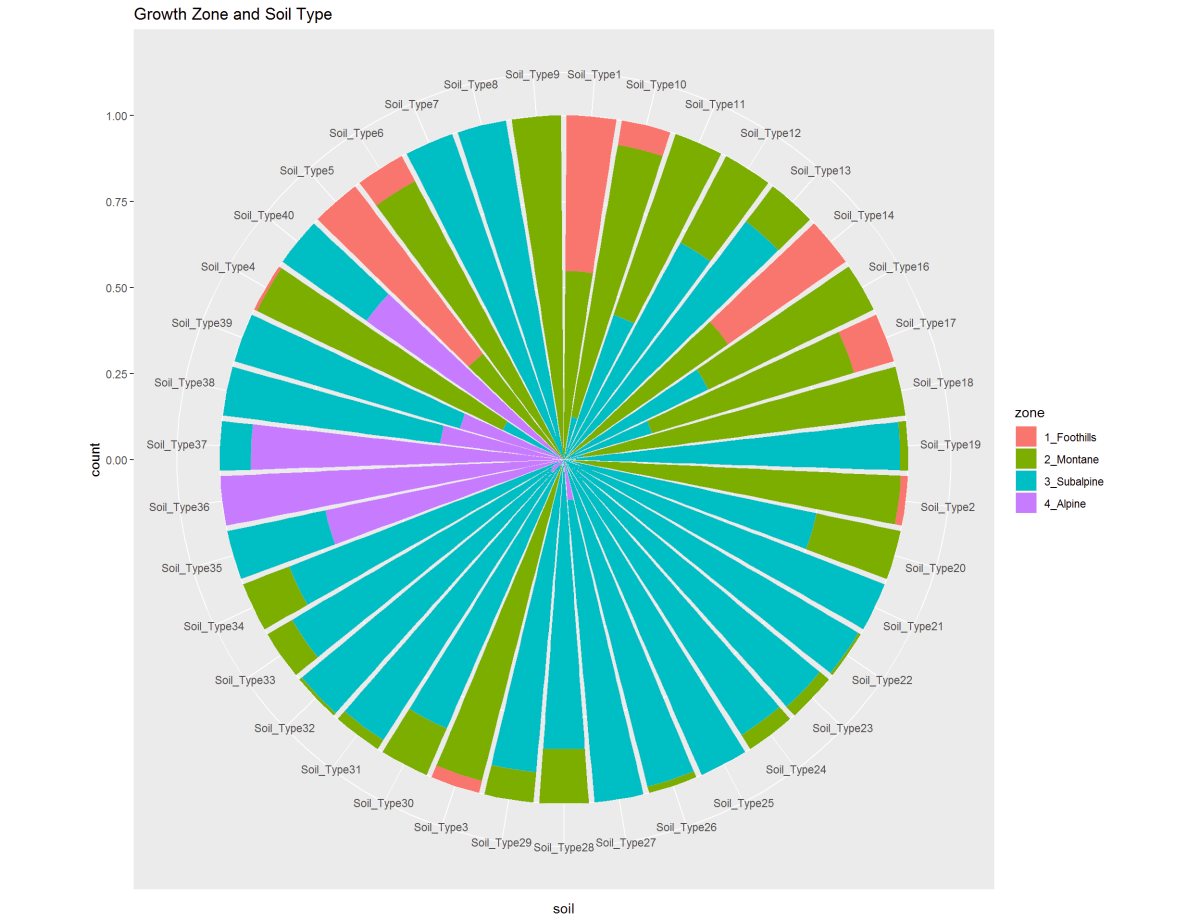 Growth Zone and Soil Type
Soil_Type9
Soil_Type1
Soil_Type8
Soil_Type10
Soil_Type7
Soil_Type11
Soil_Type6
Soil_Type12
Soil_Type5
Soil_Type13
Soil_Type40
Soil_Type14
Soil_Type4
Soil_Type16
Soil_Type39
Soil_Type17
Soil_Type38
Soil_Type18
Soil_Type37
Soil_Type19
Soil_Type36
Soil_Type2
Soil_Type35
Soil_Type20
Soil_Type34
Soil_Type21
Soil_Type33
Soil_Type22
Soil_Type32
Soil_Type23
Soil_Type31
Soil_Type24
Soil_Type30
Soil_Type25
Soil_Type3
Soil_Type26
Soil_Type29
Soil_Type28
Soil_Type27
1.00
0.75
0.50
0.25
0.00
count
soil
zone
1_Foothills
2_Montane
3_Subalpine
4_Alpine